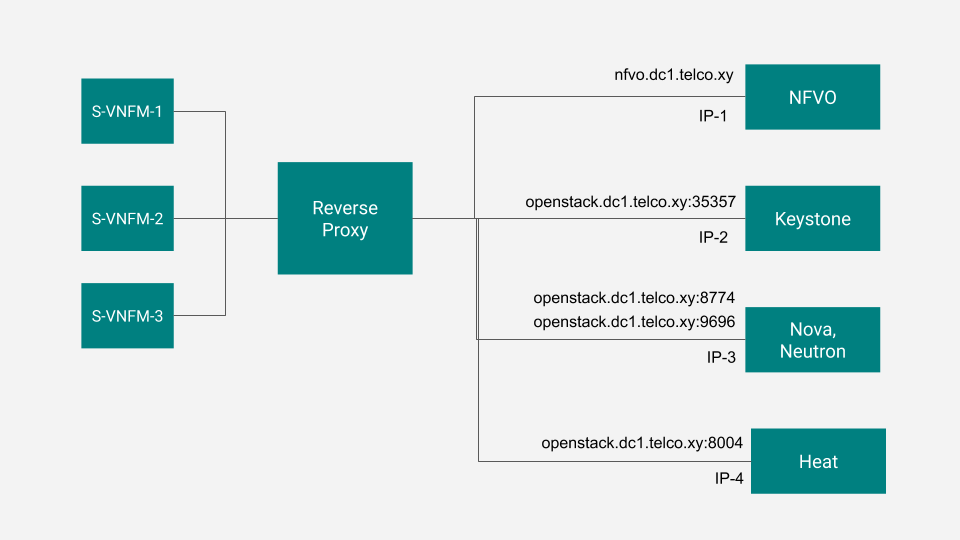 S-VNFM-1
S-VNFM-2
S-VNFM-3
Reverse
Proxy
nfvo.dc1.telco.xy
IP-1
NFVO
openstack.dc1.telco.xy:35357
IP-2
Keystone
openstack.dc1.telco.xy:8774
openstack.dc1.telco.xy:9696
IP-3
Nova,
Neutron
openstack.dc1.telco.xy:8004
IP-4
Heat